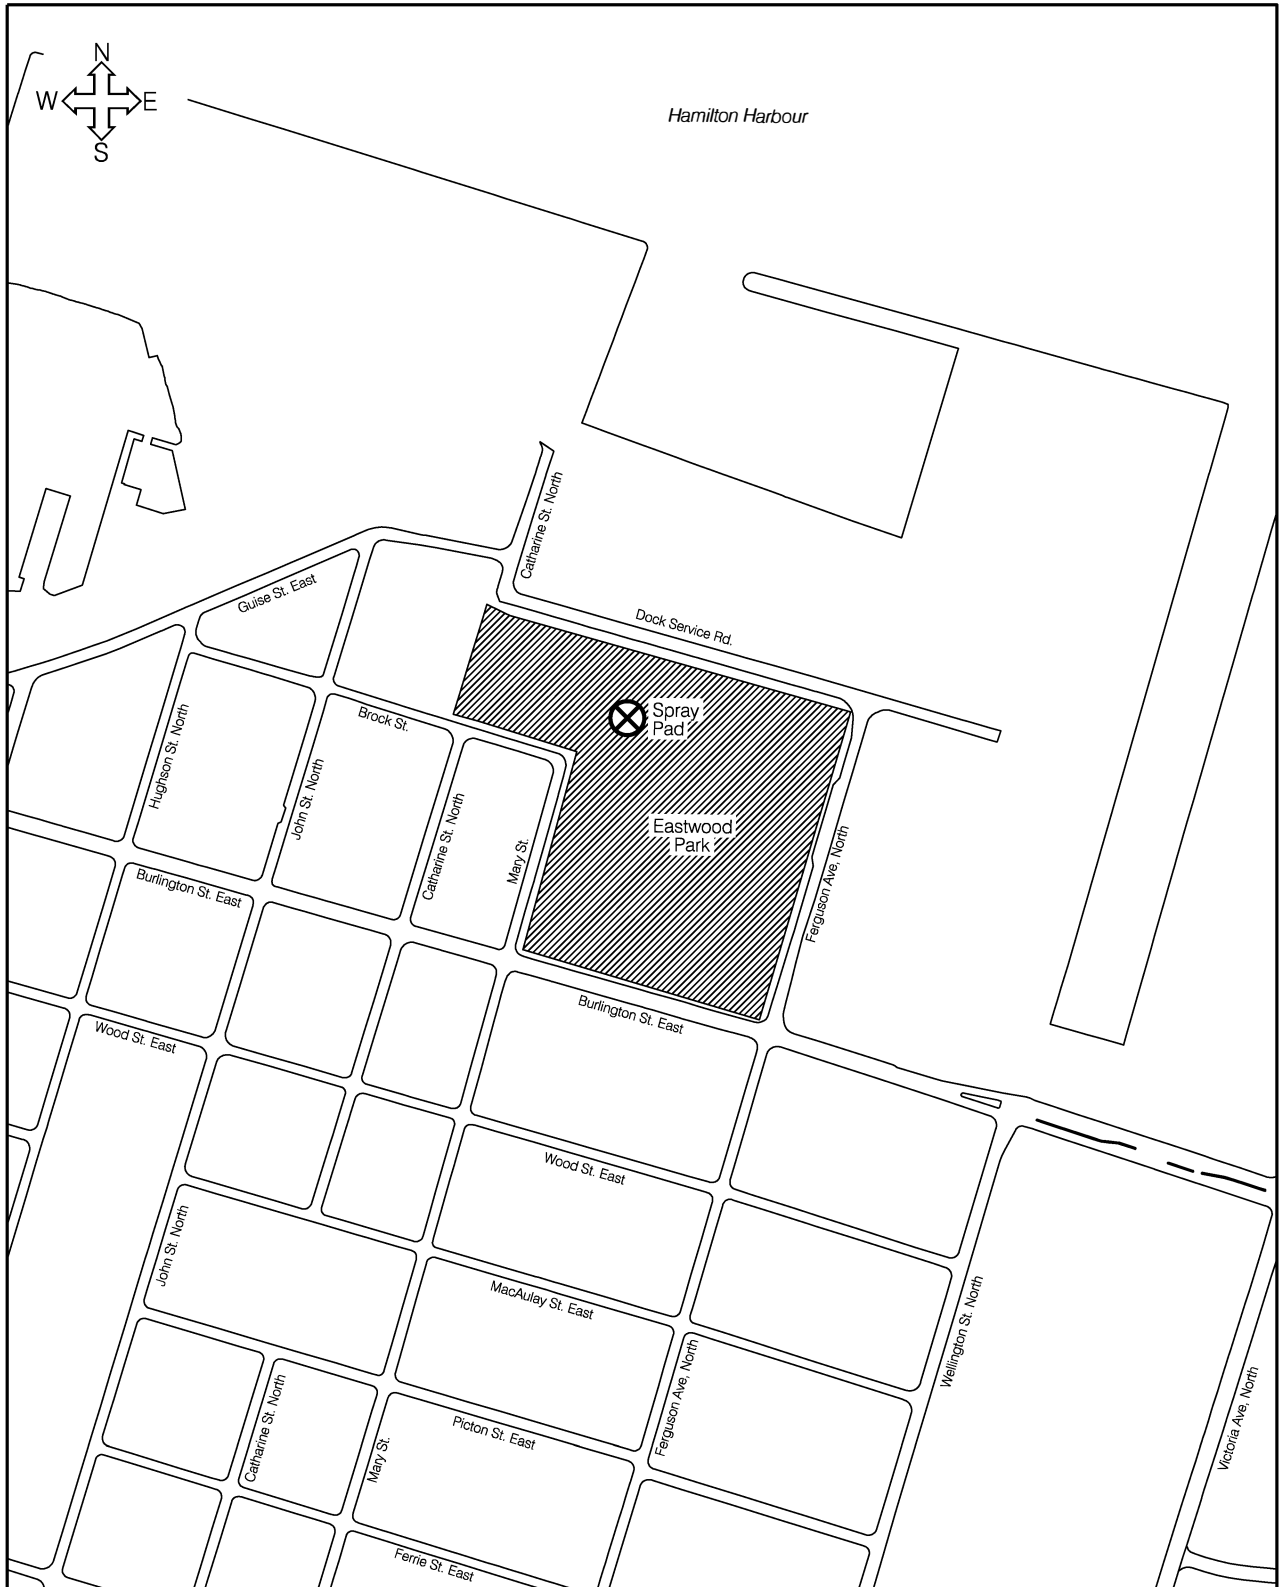 N
W E
S
Hamilton Harbour
Catharine St. North
Guise St. East
Dock Service Rd.
Spray
Pad
Brock St.
Hughson St. North
John St. North
Catharine St. North
Mary St.
Eastwood
Park
Ferguson Ave, North
Burlington St. East
Burlington St. East
Wood St. East
Wood St. East
John St. North
MacAulay St. East
Wellington St. North
Ferguson Ave, North
Catharine St. North
Mary St.
Picton St. East
Victoria Ave, North
Ferrie St. East